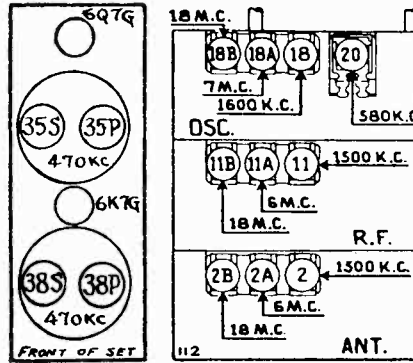 6Q7G
35S 35P
470KC
6K7G
38S 38P
470KC
FRONT OF SET
18 M.C.
18B 18A 18 20
7 M.C.
1600 K.C.
580K.C
OSC.
11B 11A 11 1500 K.C.
6 M.C.
18 M.C.
R.F.
2B 2A 2 1500 K.C.
6 M.C.
18 M.C.
112 ANT.